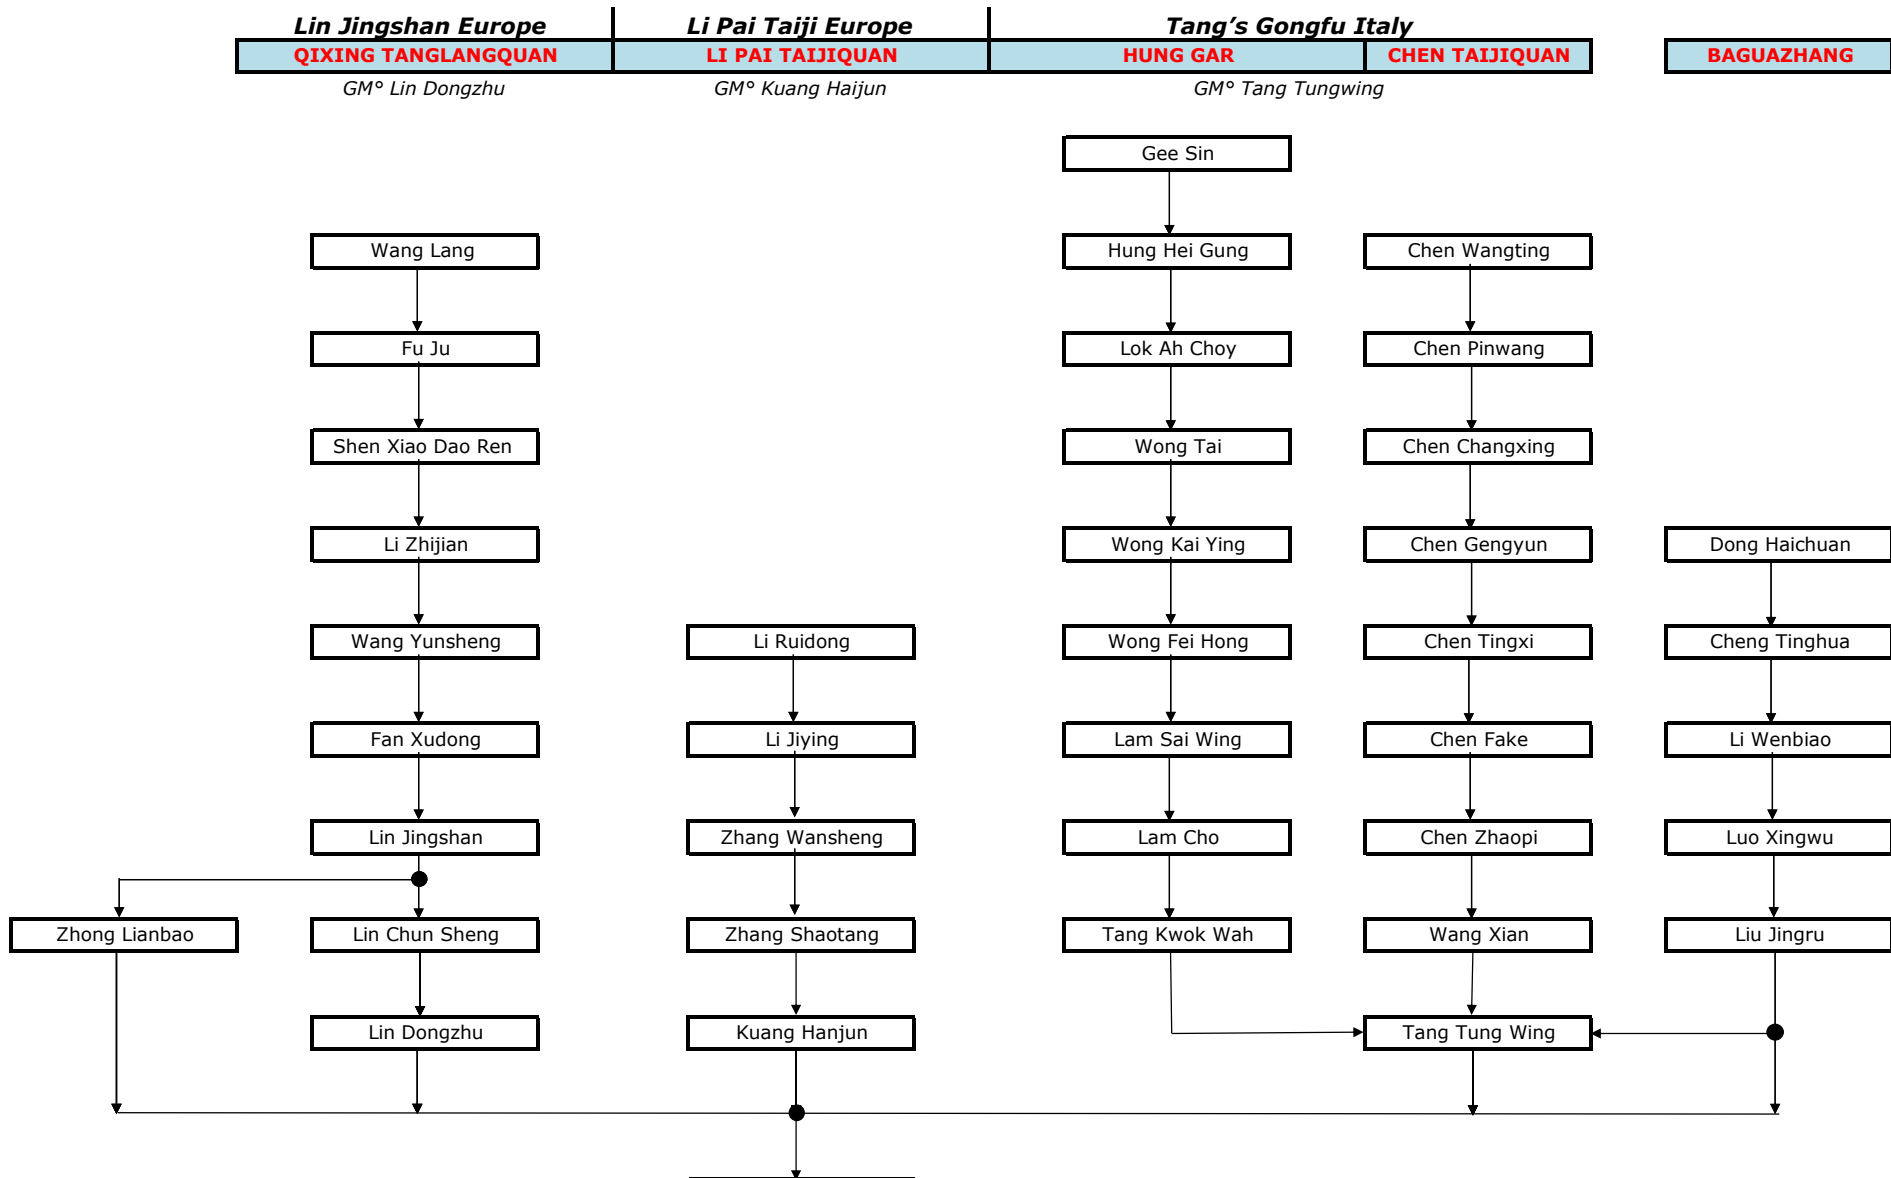 Lin Jingshan Europe Li Pai Taiji Europe Tang’s Gongfu Italy
QIXING TANGLANGQUAN LI PAI TAIJIQUAN HUNG GAR CHEN TAIJIQUAN BAGUAZHANG
GM° Lin Dongzhu GM° Kuang Haijun GM° Tang Tungwing
Gee Sin
Wang Lang Hung Hei Gung Chen Wangting
Fu Ju Lok Ah Choy Chen Pinwang
Shen Xiao Dao Ren Wong Tai Chen Changxing
Li Zhijian Wong Kai Ying Chen Gengyun Dong Haichuan
Wang Yunsheng Li Ruidong Wong Fei Hong Chen Tingxi Cheng Tinghua
Fan Xudong Li Jiying Lam Sai Wing Chen Fake Li Wenbiao
Lin Jingshan Zhang Wansheng Lam Cho Chen Zhaopi Luo Xingwu
Zhong Lianbao Lin Chun Sheng Zhang Shaotang Tang Kwok Wah Wang Xian Liu Jingru
Lin Dongzhu Kuang Hanjun Tang Tung Wing